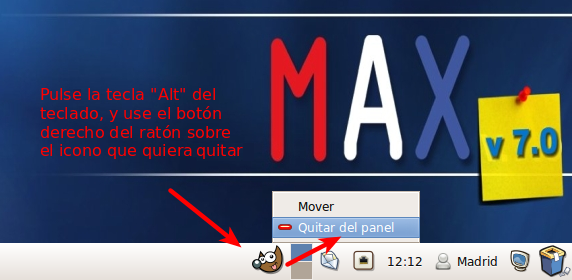 MAX
v 7.0
Pulse la tecla "Alt" del
teclado, y use el botón
derecho del ratón sobre
el icono que quiera quitar
Mover
Quitar del panel
12:12
Madrid